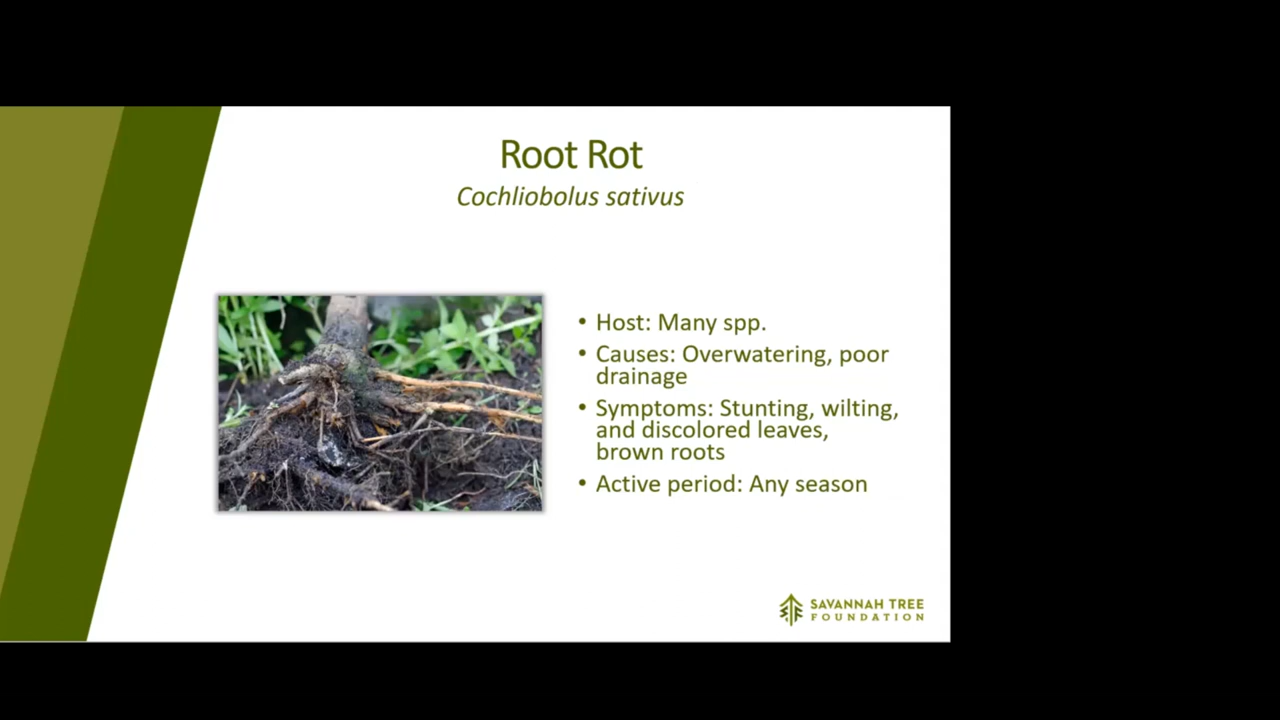 Root Rot
Cochliobolus sativus
• Host: Many spp.
• Causes: Overwatering, poor
drainage
• Symptoms: Stunting, wilting,
and discolored leaves,
brown roots
• Active period: Any season
SAVANNAH TREE
FOUNDATION